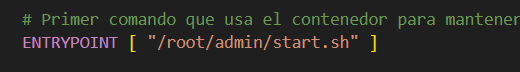 # Primer comando que usa el contenedor para mantener
ENTRYPOINT [ "/root/admin/start.sh" ]